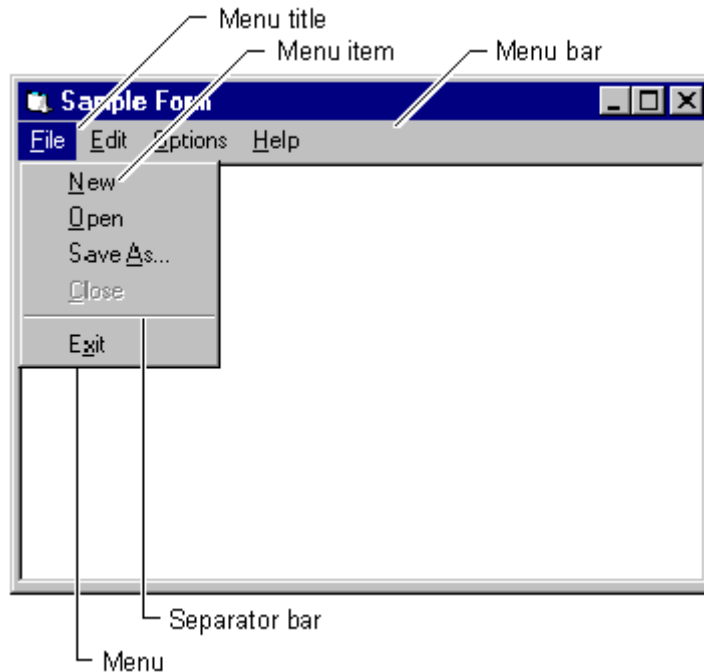 Menu title
Menu item
Menu bar
Sample Form
File Edit Options Help
New
Open
Save As...
Close
Exit
Separator bar
Menu